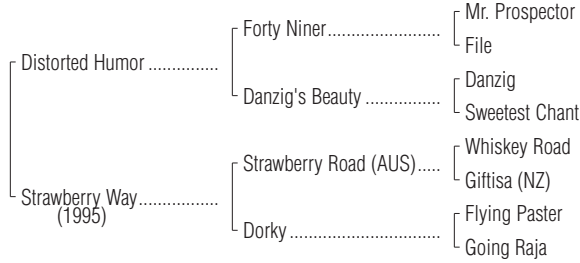 Mr. Prospector
Forty Niner......................
File
Distorted Humor ...............
Danzig
Danzig's Beauty ................
Sweetest Chant
Whiskey Road
Strawberry Road (AUS).....
Giftisa (NZ)
Strawberry Way.................
(1995)
Flying Paster
Dorky ................................
Going Raja